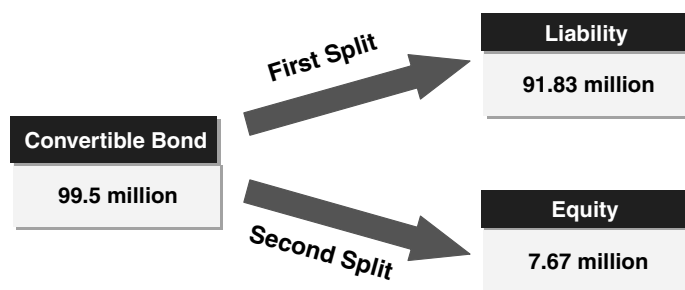 Convertible Bond
99.5 million
First Split
Liability
91.83 million
Second Split
Equity
7.67 million